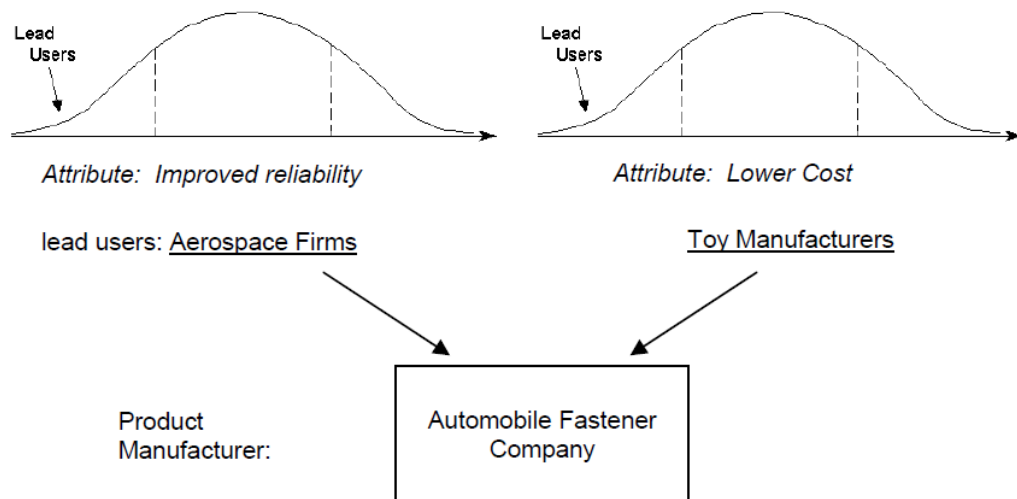 Lead
Users
Lead
Users
Attribute: Improved reliability
Attribute: Lower Cost
lead users: Aerospace Firms
Toy Manufacturers
Product
Manufacturer:
Automobile Fastener
Company